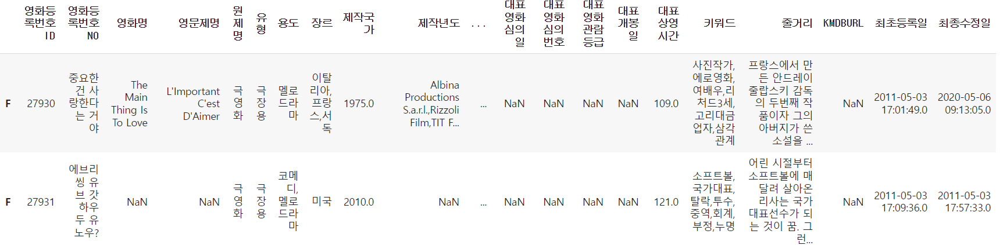 영화등록번호ID 영화등록번호NO 영화명 영문제명 원제명 유형 용도 장르 제작국가 제작년도 ... 대표영화심의일 대표영화심의번호 대표영화관람등급 대표개봉일 대표상영시간 키워드 줄거리 KMDBURL 최초등록일 최종수정일
F 27930 중요한 건 사랑한다는 거야 The Main Thing Is To Love L'Important C'est D'Aimer 극영화 극장용 멜로드라마 이탈리아,프랑스,서독 1975.0 Albina Productions S.a.r.l.,Rizzoli Film,TIT F... ... NaN NaN NaN NaN 109.0 사진작가,에로영화,여배우,리처드3세,고리대금업자,삼각관계 프랑스에서 만든 안드레이 줄랍스키 감독의 두번째 작품이자 그의 아버지가 쓴 소설을 ... NaN 2011-05-03 17:01:49.0 2020-05-06 09:13:05.0
F 27931 에브리씽 유브 갓 하우 두 유 노우? NaN NaN 극영화 극장용 코메디,멜로드라마 미국 2010.0 NaN ... NaN NaN NaN NaN 121.0 소프트볼,국가대표,탈락,투수,중역,회계,부정,누명 어린 시절부터 소프트볼에 매달려 살아온 리사는 국가대표선수가 되는 것이 꿈. 그런... NaN 2011-05-03 17:09:36.0 2011-05-03 17:57:33.0